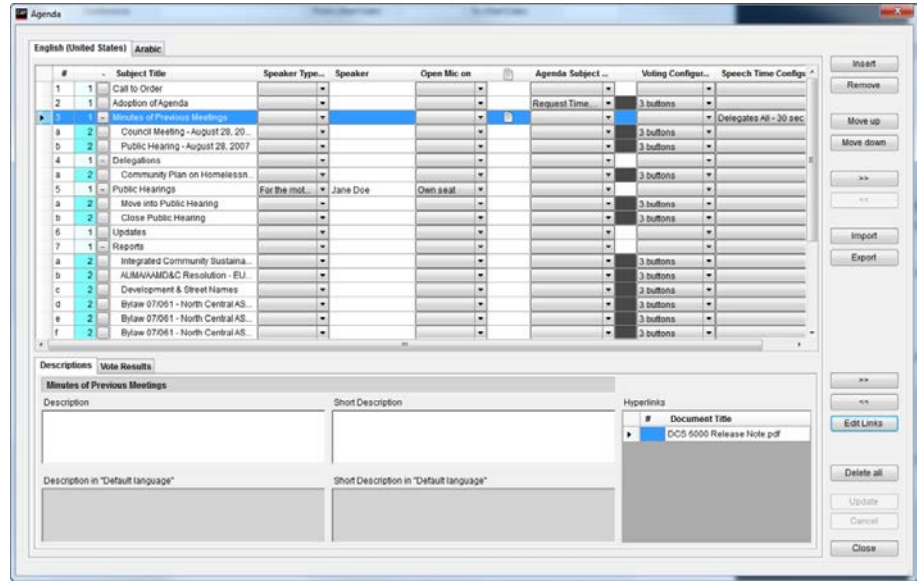 Agenda
English (United States) Arabic
# - Subject Title Speaker Type... Speaker Open Mic on Agenda Subject ... Voting Configur... Speech Time Configu
1 1 Call to Order
2 1 Adoption of Agenda Request Time... 3 buttons
3 1 - Minutes of Previous Meetings Delegates All - 30 sec
a 2 Council Meeting - August 28, 20... 3 buttons
b 2 Public Hearing - August 28, 2007 3 buttons
4 1 - Delegations
a 2 Community Plan on Homelessn... 3 buttons
5 1 - Public Hearings For the mot... Jane Doe Own seat
a 2 Move into Public Hearing 3 buttons
b 2 Close Public Hearing 3 buttons
6 1 Updates
7 1 - Reports
a 2 Integrated Community Sustaina... 3 buttons
b 2 AUMA/AAMD&C Resolution - EU... 3 buttons
c 2 Development & Street Names 3 buttons
d 2 Bylaw 07/061 - North Central AS... 3 buttons
e 2 Bylaw 07/061 - North Central AS... 3 buttons
f 2 Bylaw 07/061 - North Central AS... 3 buttons
Insert
Remove
Move up
Move down
>>
<<
Import
Export
Descriptions Vote Results
Minutes of Previous Meetings
Description Short Description Hyperlinks
# Document Title
DCS 6000 Release Note.pdf
Description in "Default language" Short Description in "Default language"
>>
<<
Edit Links
Delete all
Update
Cancel
Close